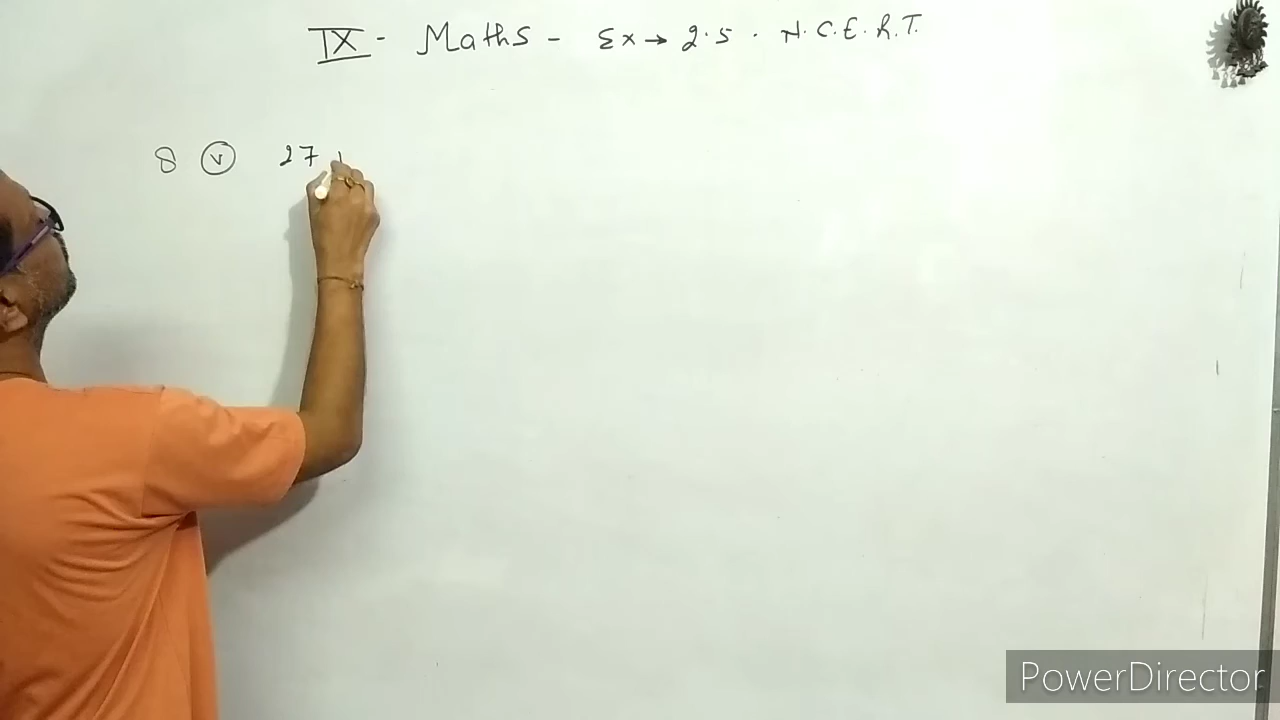 IX - Maths - Ex → 2.5 . N.C.E.R.T.
8 (v) 27
PowerDirector